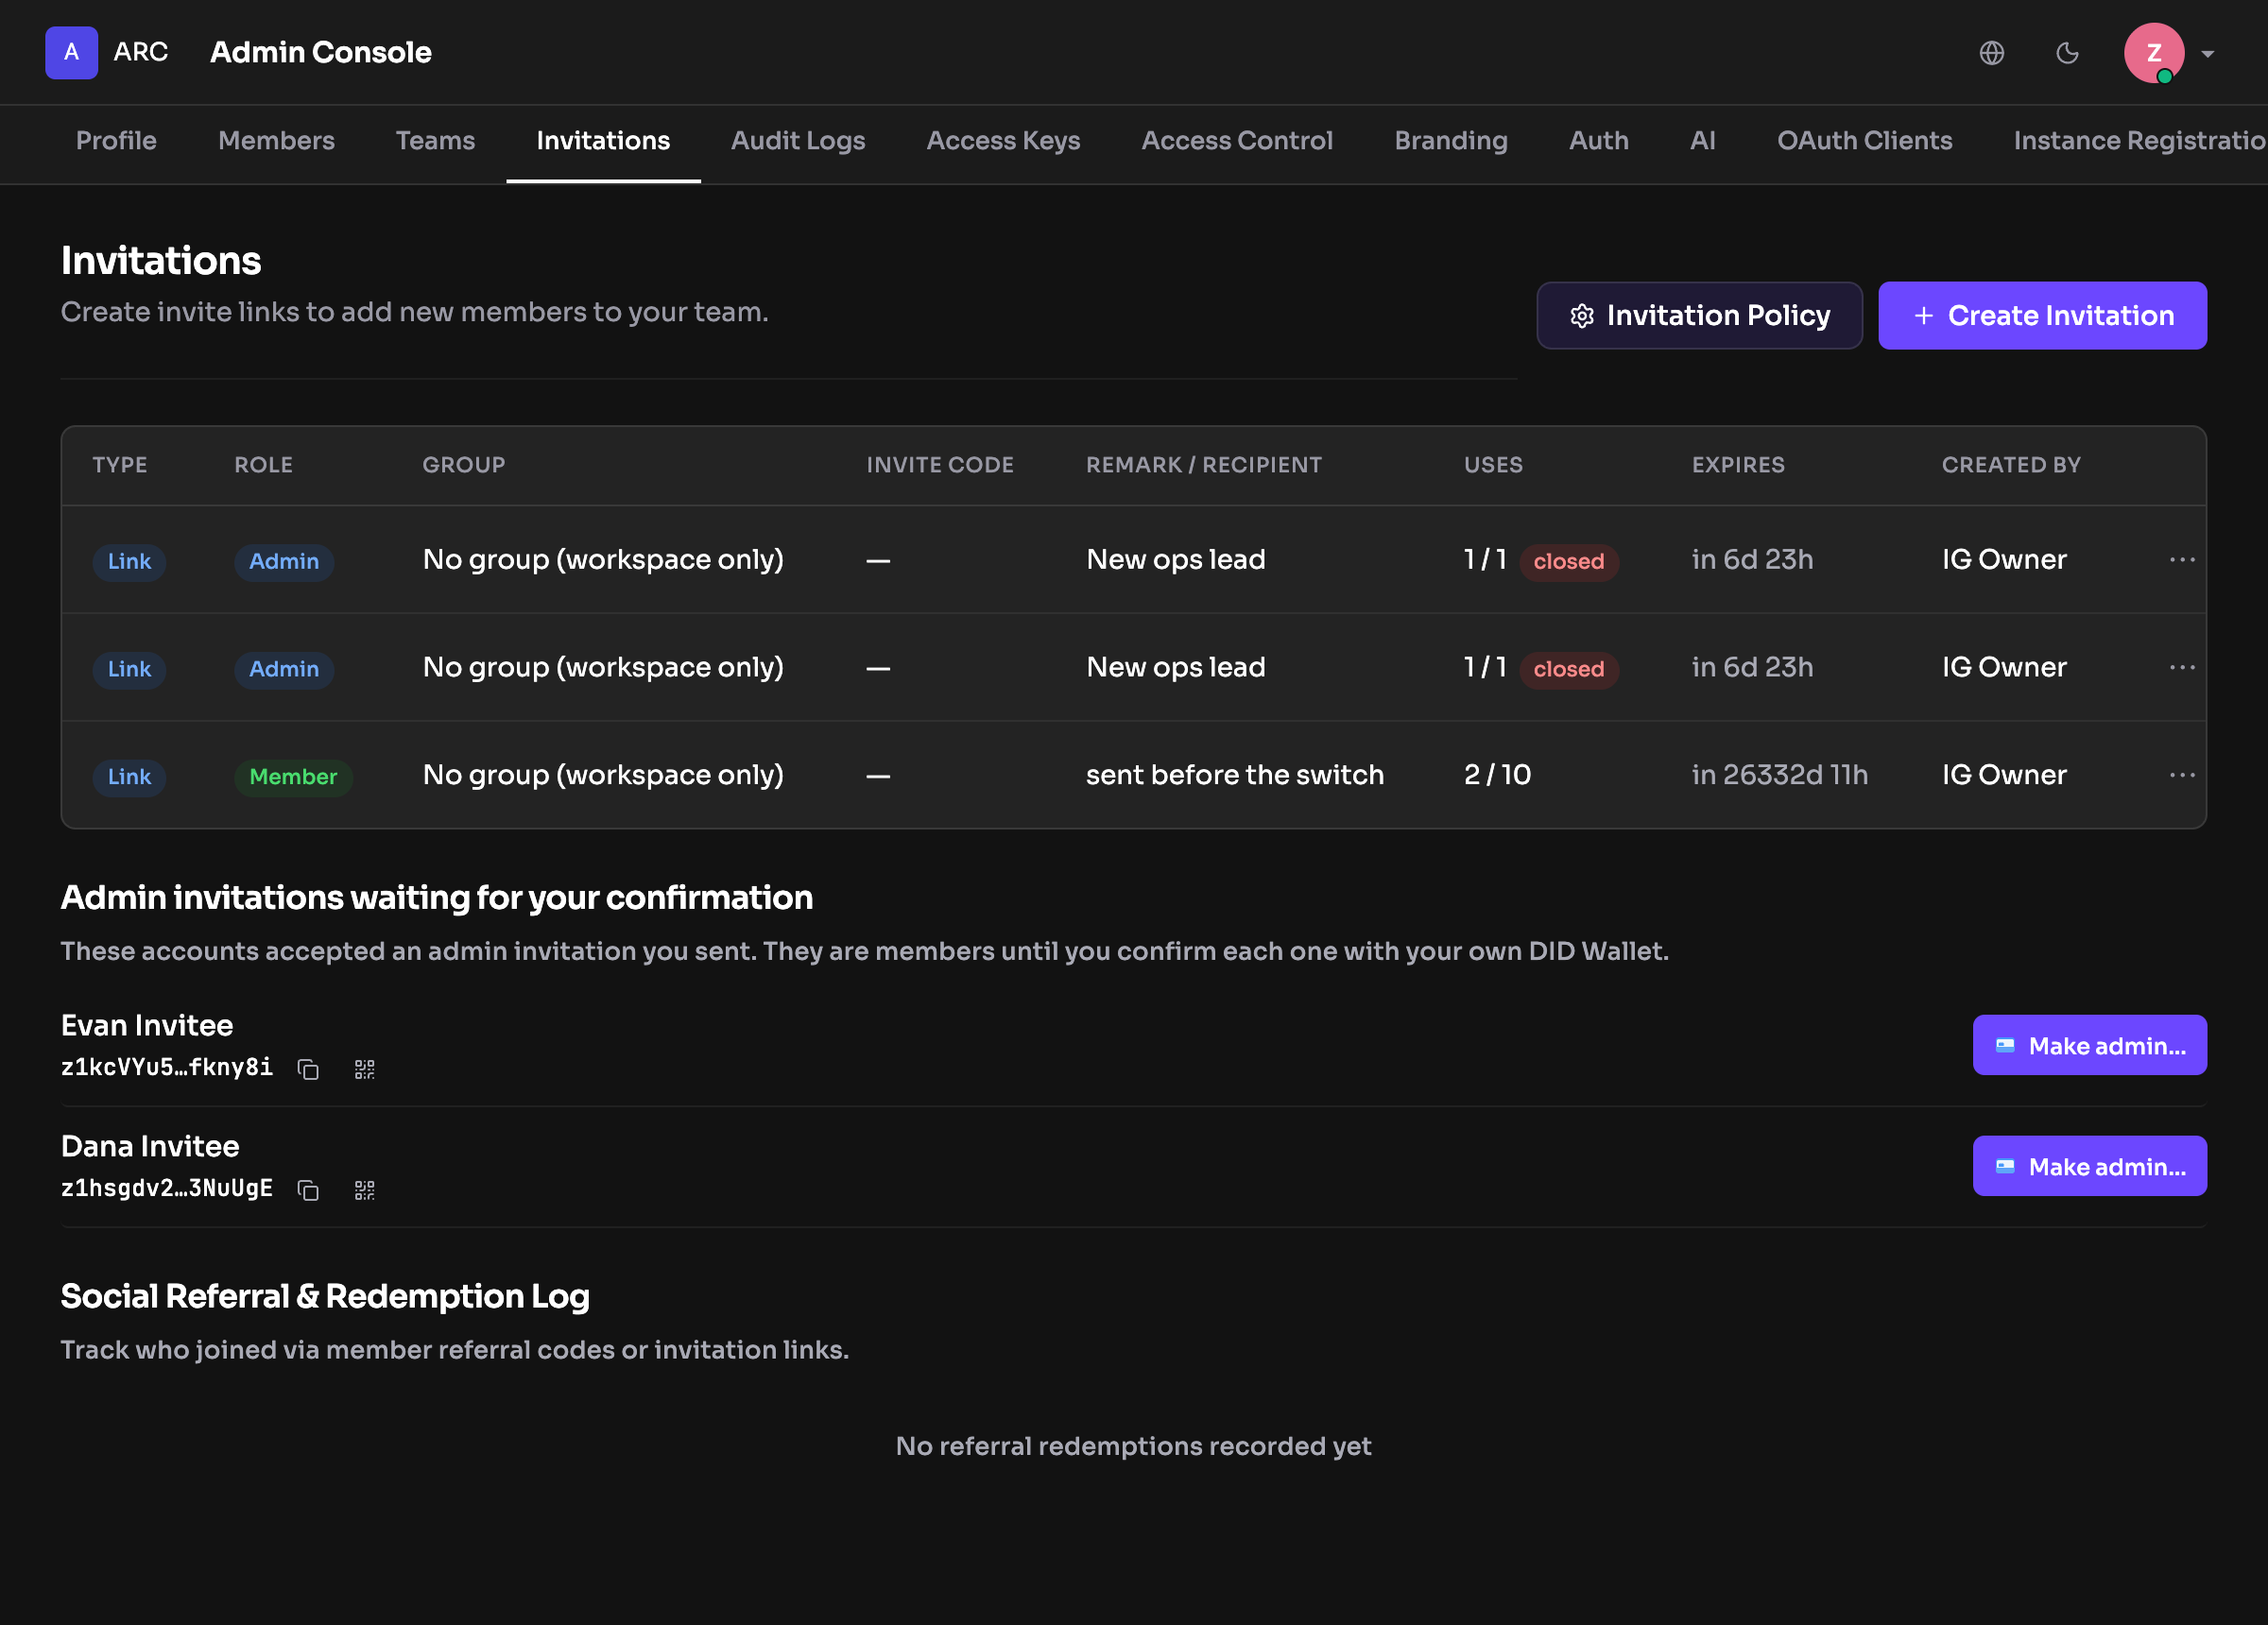 A ARC Admin Console Z
Profile Members Teams Invitations Audit Logs Access Keys Access Control Branding Auth AI OAuth Clients Instance Registratio
Invitations
Create invite links to add new members to your team.
Invitation Policy
+ Create Invitation
TYPE ROLE GROUP INVITE CODE REMARK / RECIPIENT USES EXPIRES CREATED BY
Link Admin No group (workspace only) — New ops lead 1 / 1 closed in 6d 23h IG Owner ...
Link Admin No group (workspace only) — New ops lead 1 / 1 closed in 6d 23h IG Owner ...
Link Member No group (workspace only) — sent before the switch 2 / 10 in 26332d 11h IG Owner ...
Admin invitations waiting for your confirmation
These accounts accepted an admin invitation you sent. They are members until you confirm each one with your own DID Wallet.
Evan Invitee
z1kcVYu5…fkny8i
Make admin...
Dana Invitee
z1hsgdv2…3NuUgE
Make admin...
Social Referral & Redemption Log
Track who joined via member referral codes or invitation links.
No referral redemptions recorded yet